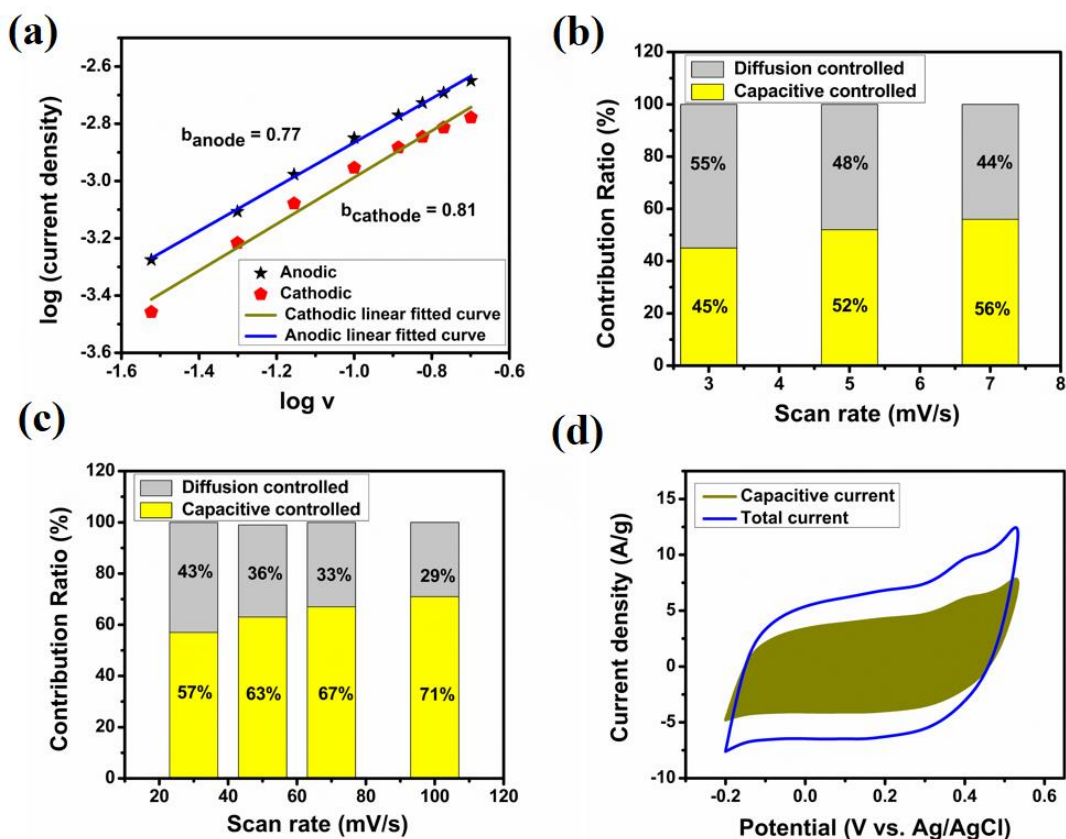 (a)
-2.6
-2.8
-3.0
-3.2
-3.4
-3.6
log (current density)
b_anode = 0.77
b_cathode = 0.81
Anodic
Cathodic
Cathodic linear fitted curve
Anodic linear fitted curve
-1.6 -1.4 -1.2 -1.0 -0.8 -0.6
log v
(b)
120
100
80
60
40
20
0
Contribution Ratio (%)
Diffusion controlled
Capacitive controlled
55% 48% 44%
45% 52% 56%
3 4 5 6 7 8
Scan rate (mV/s)
(c)
120
100
80
60
40
20
0
Contribution Ratio (%)
Diffusion controlled
Capacitive controlled
43% 36% 33% 29%
57% 63% 67% 71%
20 40 60 80 100 120
Scan rate (mV/s)
(d)
15
10
5
0
-5
-10
Current density (A/g)
Capacitive current
Total current
-0.2 0.0 0.2 0.4 0.6
Potential (V vs. Ag/AgCl)